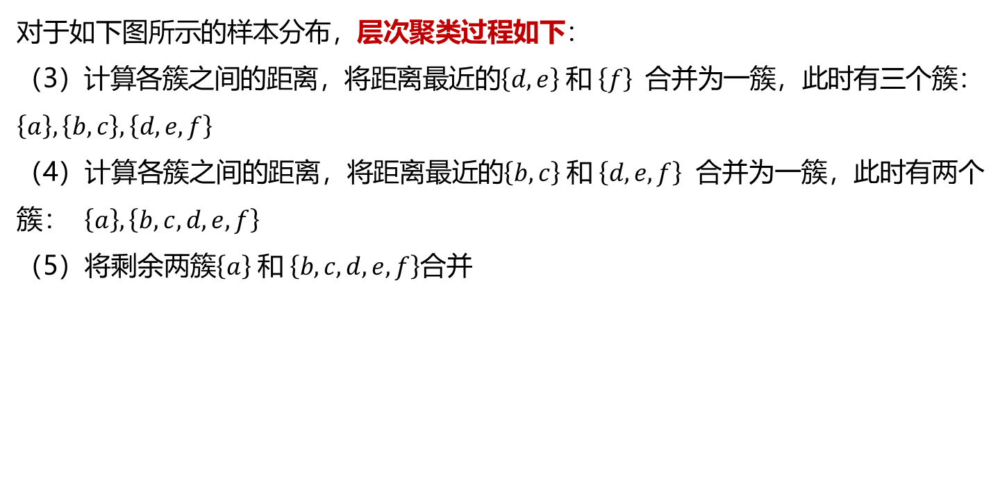 对于如下图所示的样本分布，层次聚类过程如下：
（3）计算各簇之间的距离，将距离最近的{d, e} 和 {f} 合并为一簇，此时有三个簇：
{a}, {b, c}, {d, e, f}
（4）计算各簇之间的距离，将距离最近的{b, c} 和 {d, e, f} 合并为一簇，此时有两个
簇： {a}, {b, c, d, e, f}
（5）将剩余两簇{a} 和 {b, c, d, e, f}合并